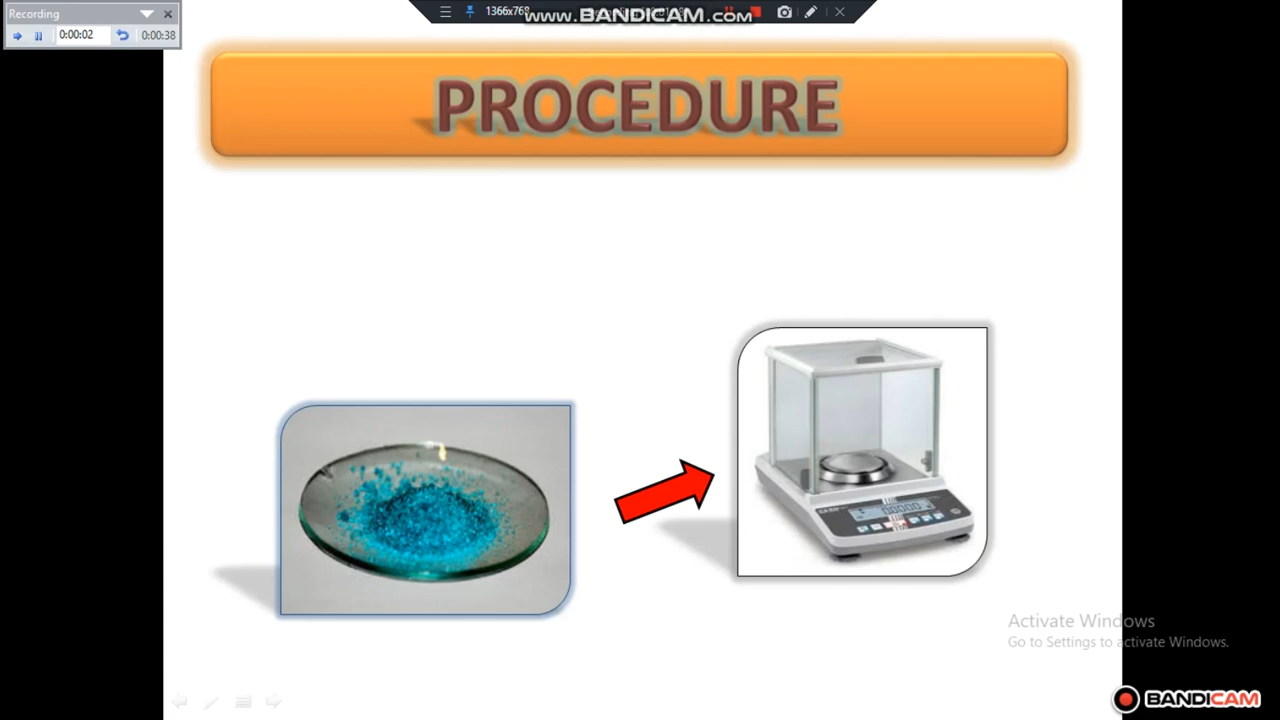 Recording
0:00:02
0:00:38
1366x768
www.BANDICAM.com
PROCEDURE
Activate Windows
Go to Settings to activate Windows.
BANDICAM